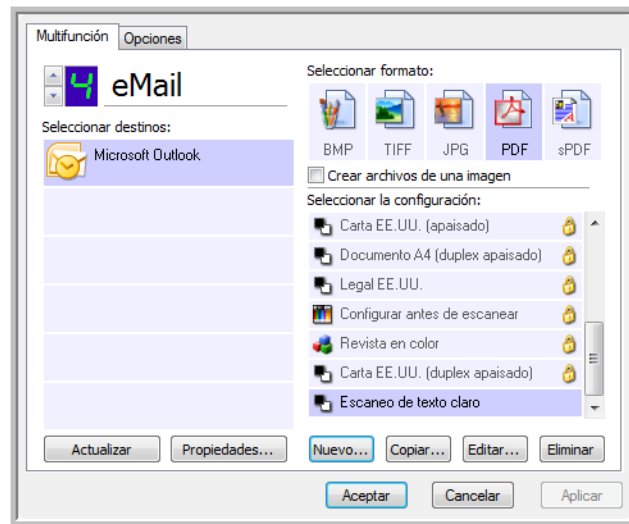 Multifunción
Opciones
4
eMail
Seleccionar destinos:
Microsoft Outlook
Actualizar
Propiedades...
Seleccionar formato:
BMP
TIFF
JPG
PDF
sPDF
Crear archivos de una imagen
Seleccionar la configuración:
Carta EE.UU. (apaisado)
Documento A4 (duplex apaisado)
Legal EE.UU.
Configurar antes de escanear
Revista en color
Carta EE.UU. (duplex apaisado)
Escaneo de texto claro
Nuevo...
Copiar...
Editar...
Eliminar
Aceptar
Cancelar
Aplicar